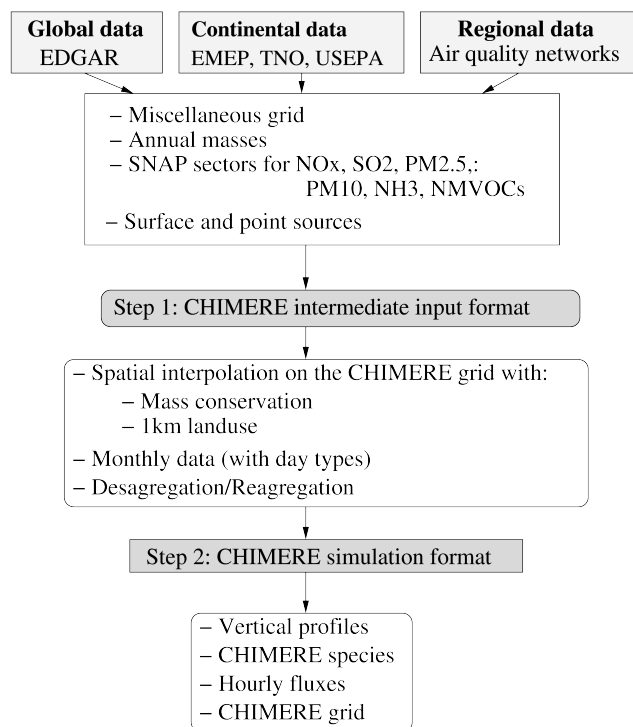 Global data
EDGAR
Continental data
EMEP, TNO, USEPA
Regional data
Air quality networks
– Miscellaneous grid
– Annual masses
– SNAP sectors for NOx, SO2, PM2.5,:
PM10, NH3, NMVOCs
– Surface and point sources
Step 1: CHIMERE intermediate input format
– Spatial interpolation on the CHIMERE grid with:
– Mass conservation
– 1km landuse
– Monthly data (with day types)
– Desagregation/Reagregation
Step 2: CHIMERE simulation format
– Vertical profiles
– CHIMERE species
– Hourly fluxes
– CHIMERE grid